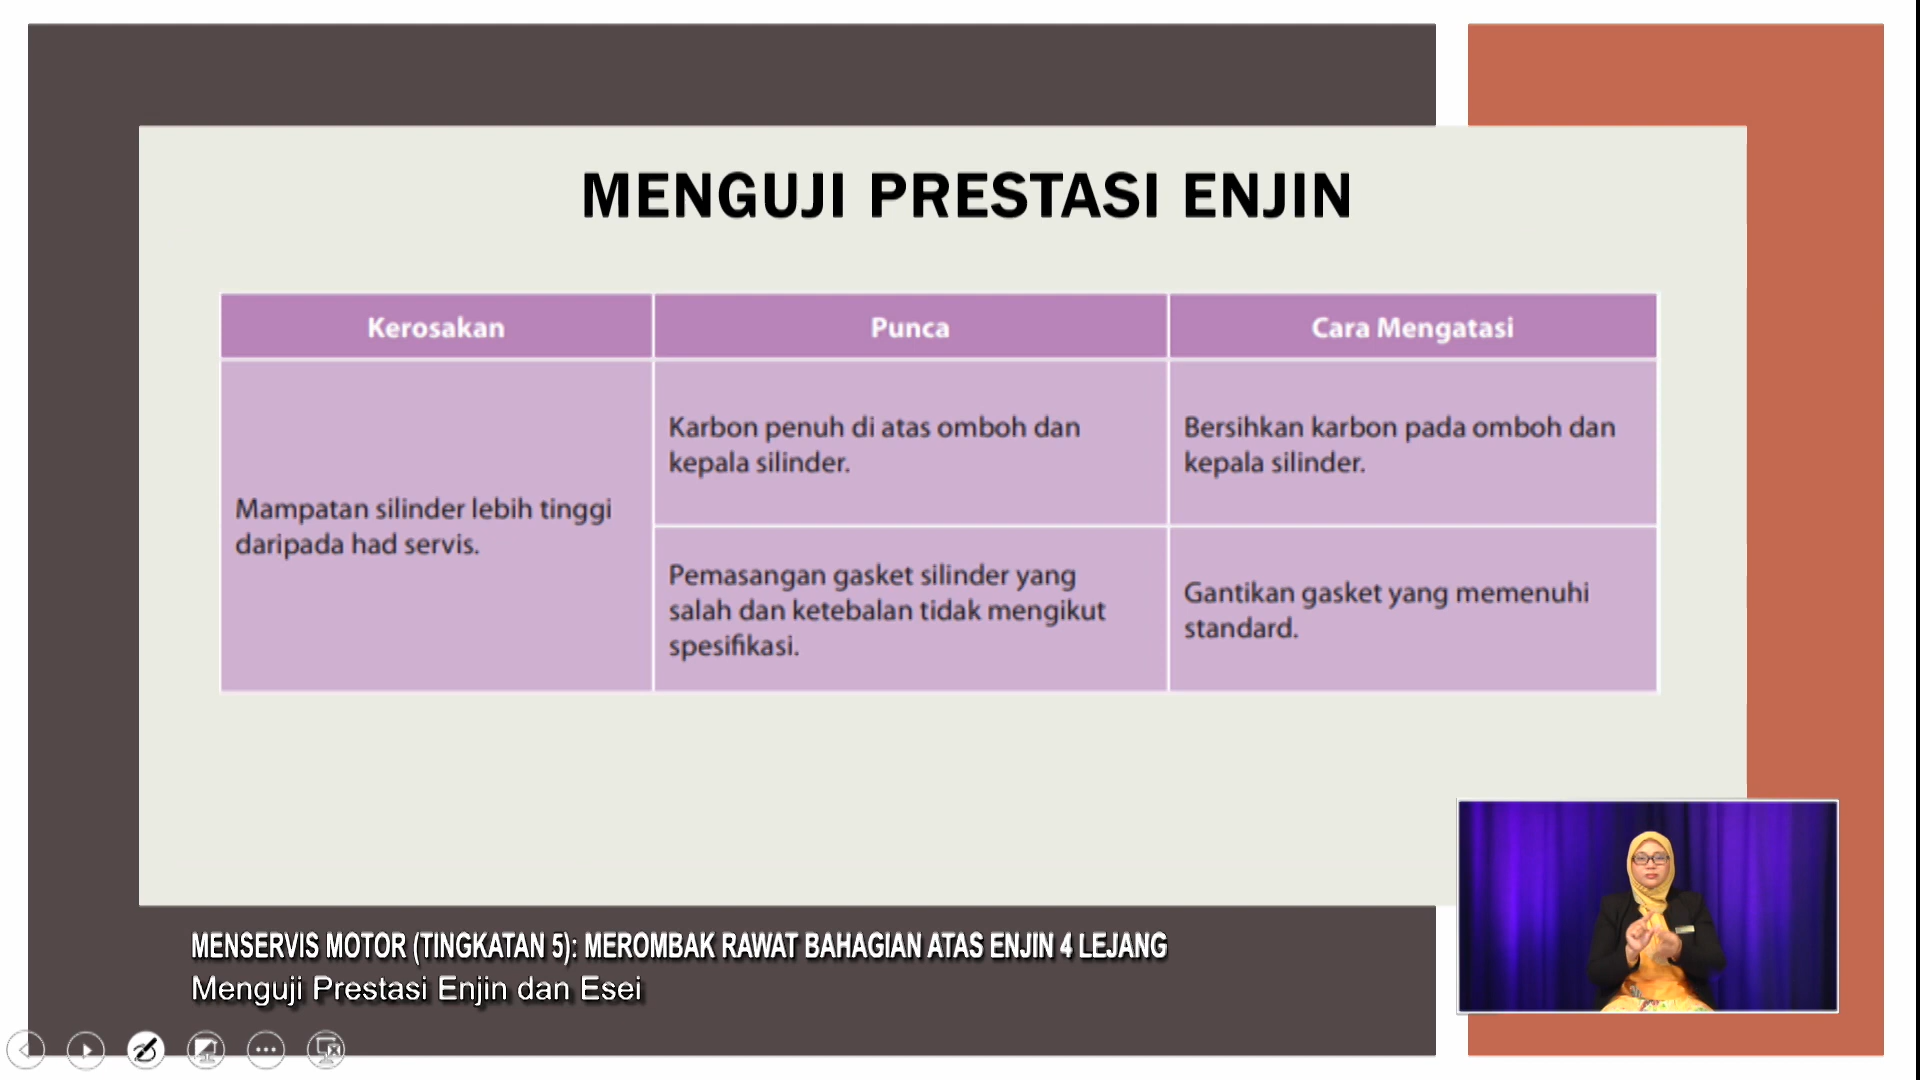 MENGUJI PRESTASI ENJIN
Kerosakan
Punca
Cara Mengatasi
Mampatan silinder lebih tinggi
daripada had servis.
Karbon penuh di atas omboh dan
kepala silinder.
Bersihkan karbon pada omboh dan
kepala silinder.
Pemasangan gasket silinder yang
salah dan ketebalan tidak mengikut
spesifikasi.
Gantikan gasket yang memenuhi
standard.
MENSERVIS MOTOR (TINGKATAN 5): MEROMBAK RAWAT BAHAGIAN ATAS ENJIN 4 LEJANG
Menguji Prestasi Enjin dan Esei